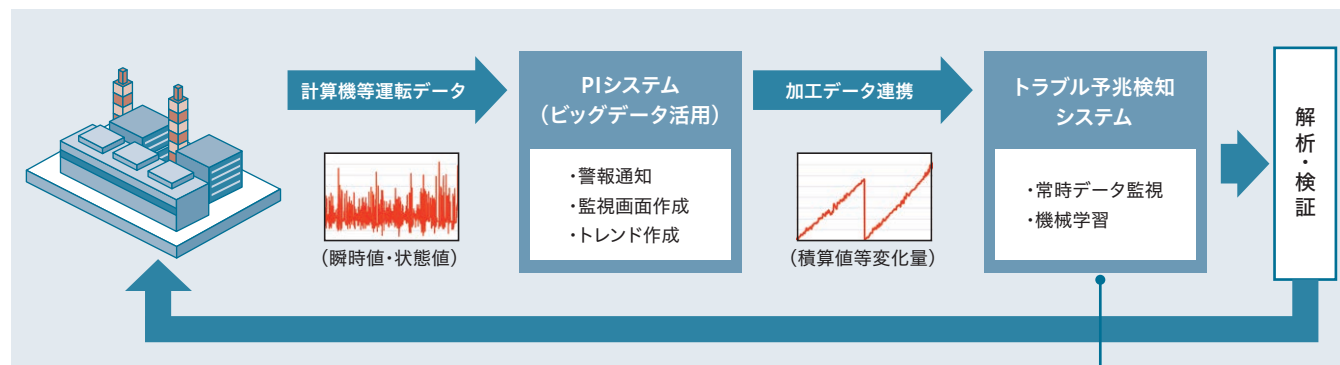 計算機等運転データ
(瞬時値・状態値)
PIシステム
(ビッグデータ活用)
・警報通知
・監視画面作成
・トレンド作成
加工データ連携
(積算値等変化量)
トラブル予兆検知
システム
・常時データ監視
・機械学習
解析・検証